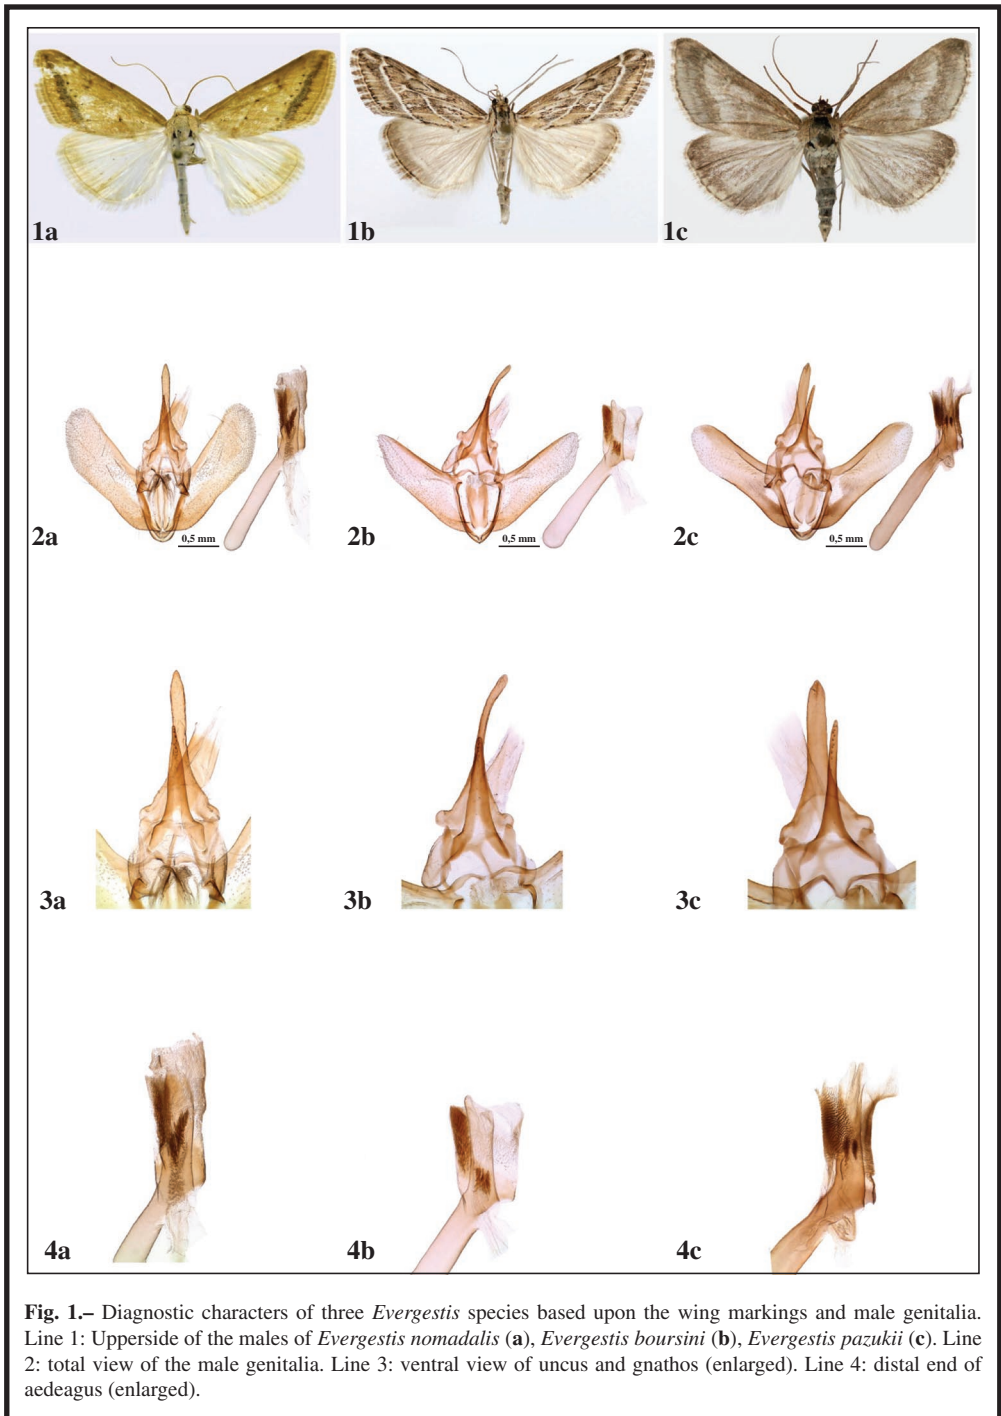 1a 1b 1c
2a 0,5 mm 2b 0,5 mm 2c 0,5 mm
3a 3b 3c
4a 4b 4c
Fig. 1.– Diagnostic characters of three Evergestis species based upon the wing markings and male genitalia.
Line 1: Upperside of the males of Evergestis nomadalis (a), Evergestis boursini (b), Evergestis pazukii (c). Line
2: total view of the male genitalia. Line 3: ventral view of uncus and gnathos (enlarged). Line 4: distal end of
aedeagus (enlarged).